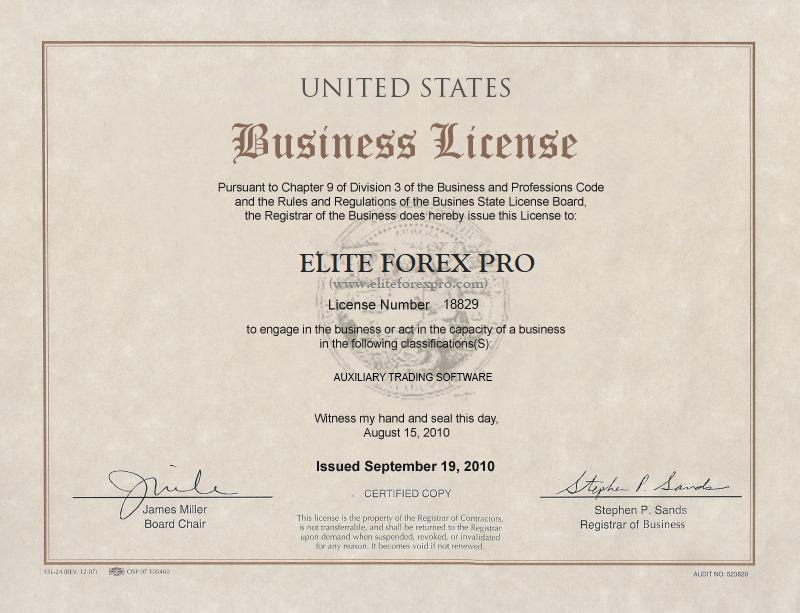 UNITED STATES
Business License
Pursuant to Chapter 9 of Division 3 of the Business and Professions Code
and the Rules and Regulations of the Busines State License Board,
the Registrar of the Business does hereby issue this License to:
ELITE FOREX PRO
(www.eliteforexpro.com)
License Number 18829
to engage in the business or act in the capacity of a business
in the following classifications(S):
AUXILIARY TRADING SOFTWARE
Witness my hand and seal this day,
August 15, 2010
Issued September 19, 2010
CERTIFIED COPY
James Miller
Board Chair
Stephen P. Sands
Stephen P. Sands
Registrar of Business
This license is the property of the Registrar of Contractors,
is not transferrable, and shall be returned to the Registrar
upon demand when suspended, revoked, or invalidated
for any reason. It becomes void if not renewed.
13L-24 (REV. 12-07) OSP 07 105460
AUDIT NO: 523820